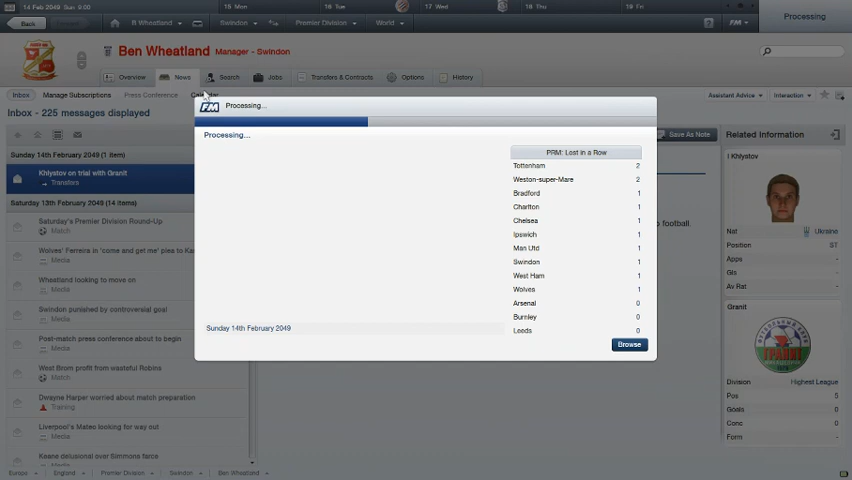 14 Feb 2049 Sun 9:00
15 Mon
16 Tue
17 Wed
18 Thu
19 Fri
Processing
Back
B Wheatland
Swindon
Premier Division
World
?
FM
Ben Wheatland Manager - Swindon
Overview
News
Search
Jobs
Transfers & Contracts
Options
History
Inbox
Manage Subscriptions
Press Conference
Calendar
Assistant Advice
Interaction
Inbox - 225 messages displayed
Save As Note
Related Information
Sunday 14th February 2049 (1 item)
Khlystov on trial with Granit
Transfers
Saturday 13th February 2049 (14 items)
Saturday's Premier Division Round-Up
Match
Wolves' Ferreira in 'come and get me' plea to
Media
Wheatland looking to move on
Media
Swindon punished by controversial goal
Media
Post-match press conference about to begin
Media
West Brom profit from wasteful Robins
Match
Dwayne Harper worried about match preparation
Training
Liverpool's Mateo looking for way out
Media
Keane delusional over Simmons farce
FM
Processing...
Processing...
PRM: Lost in a Row
Tottenham 2
Weston-super-Mare 2
Bradford 1
Charlton 1
Chelsea 1
Ipswich 1
Man Utd 1
Swindon 1
West Ham 1
Wolves 1
Arsenal 0
Burnley 0
Leeds 0
Sunday 14th February 2049
Browse
football.
I Khlystov
Nat Ukraine
Position ST
Apps -
Gls -
Av Rat -
Granit
ГРАНИТ
Division Highest League
Pos 5
Goals 0
Conc 0
Form -
Europe
England
Premier Division
Swindon
Ben Wheatland